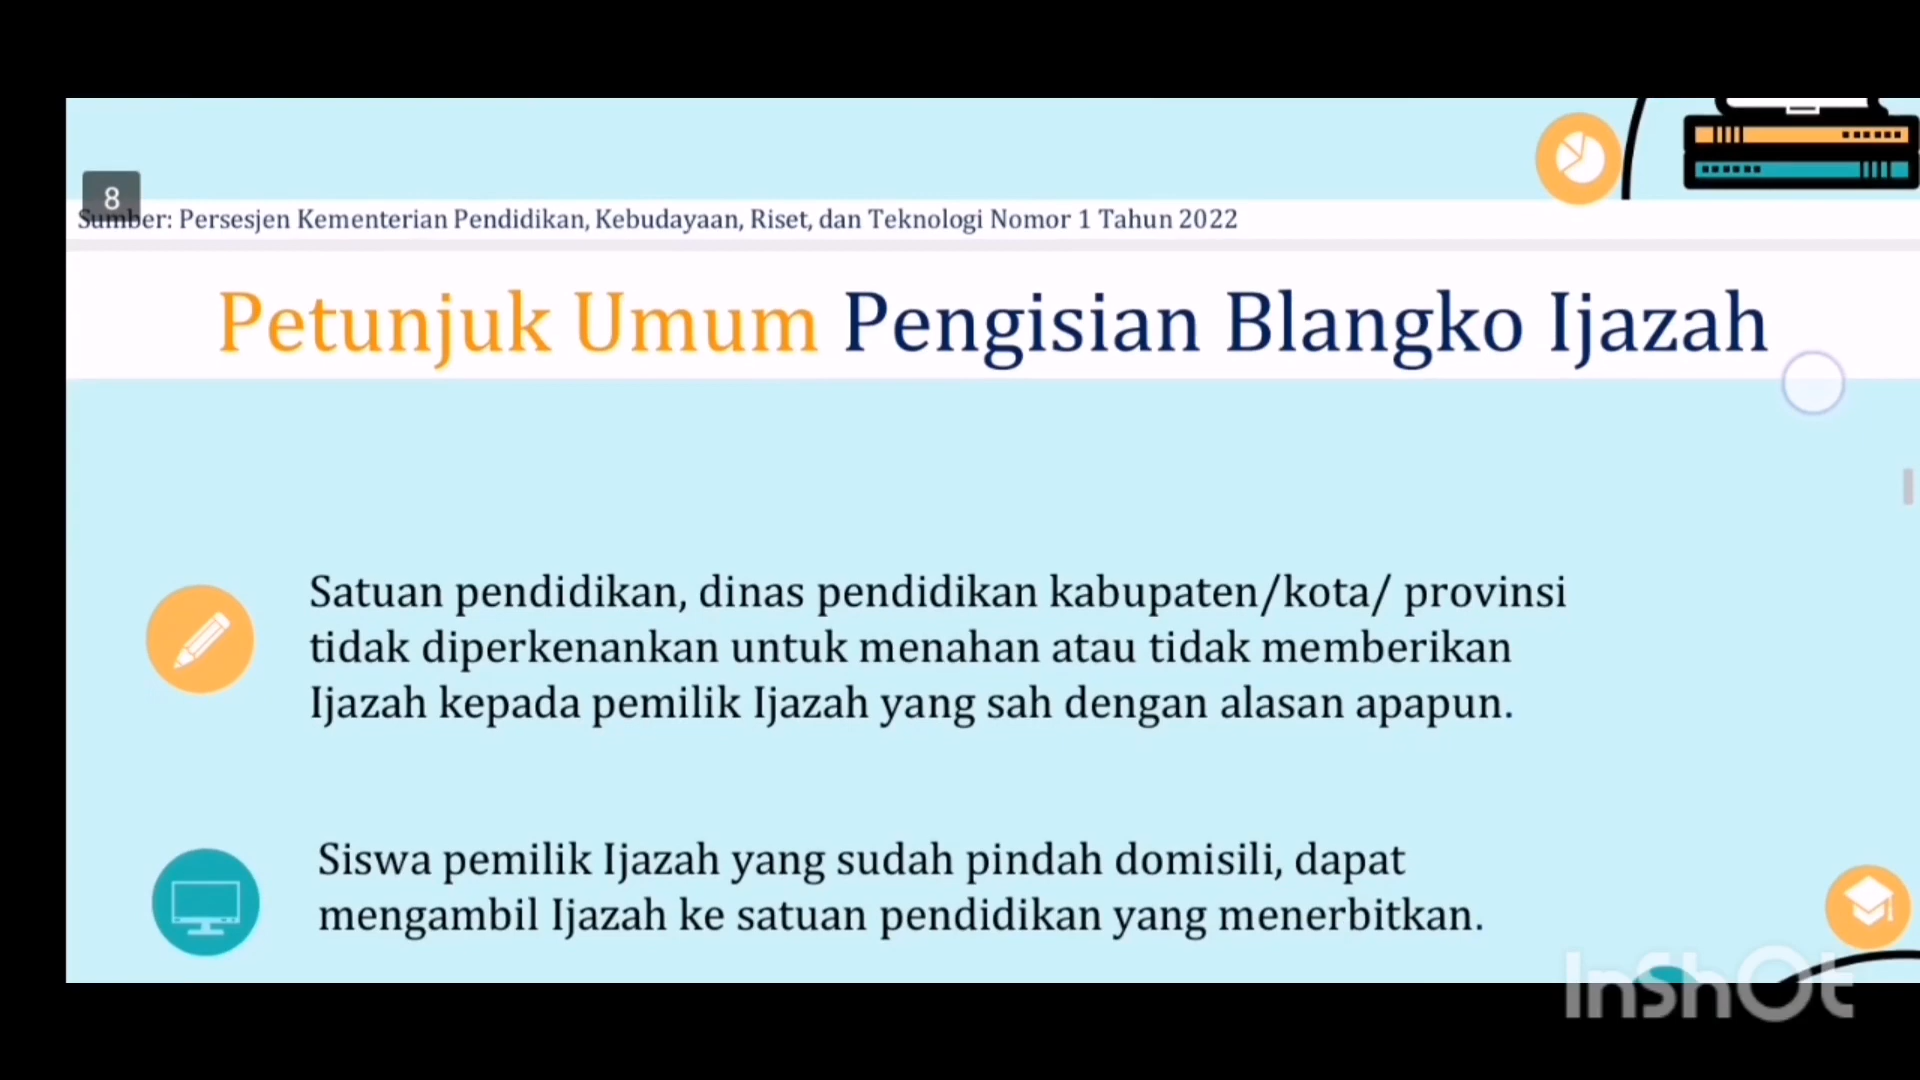 8
Sumber: Persesjen Kementerian Pendidikan, Kebudayaan, Riset, dan Teknologi Nomor 1 Tahun 2022
Petunjuk Umum Pengisian Blangko Ijazah
Satuan pendidikan, dinas pendidikan kabupaten/kota/ provinsi
tidak diperkenankan untuk menahan atau tidak memberikan
Ijazah kepada pemilik Ijazah yang sah dengan alasan apapun.
Siswa pemilik Ijazah yang sudah pindah domisili, dapat
mengambil Ijazah ke satuan pendidikan yang menerbitkan.
InShOt